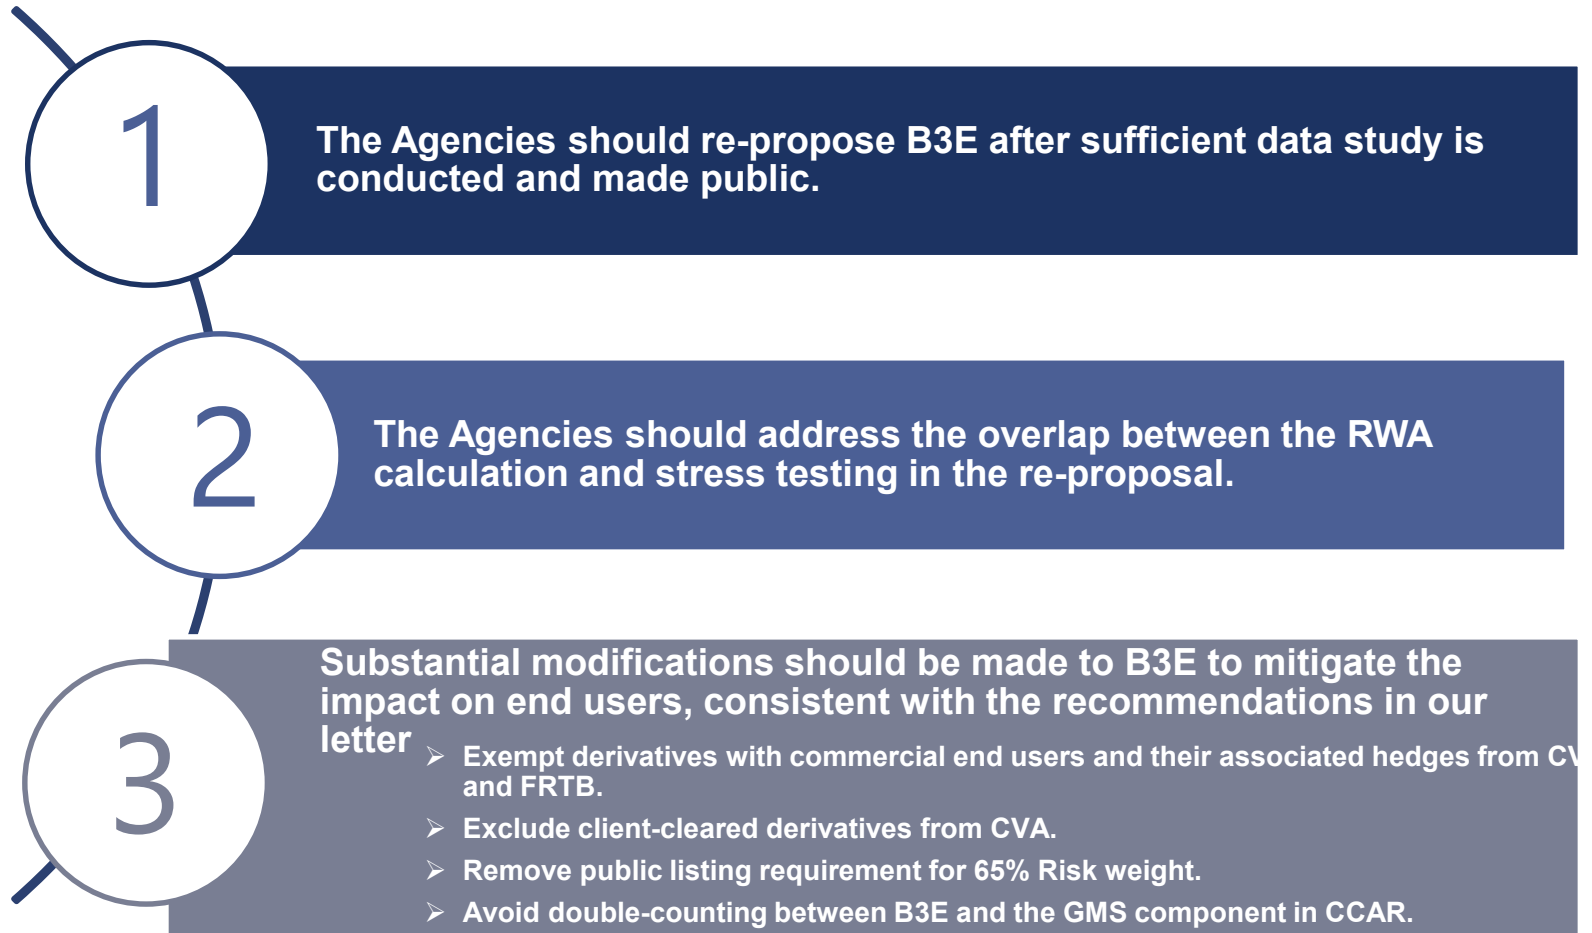 1
The Agencies should re-propose B3E after sufficient data study is
conducted and made public.
2
The Agencies should address the overlap between the RWA
calculation and stress testing in the re-proposal.
3
Substantial modifications should be made to B3E to mitigate the
impact on end users, consistent with the recommendations in our
letter
➢ Exempt derivatives with commercial end users and their associated hedges from
and FRTB.
➢ Exclude client-cleared derivatives from CVA.
➢ Remove public listing requirement for 65% Risk weight.
➢ Avoid double-counting between B3E and the GMS component in CCAR.